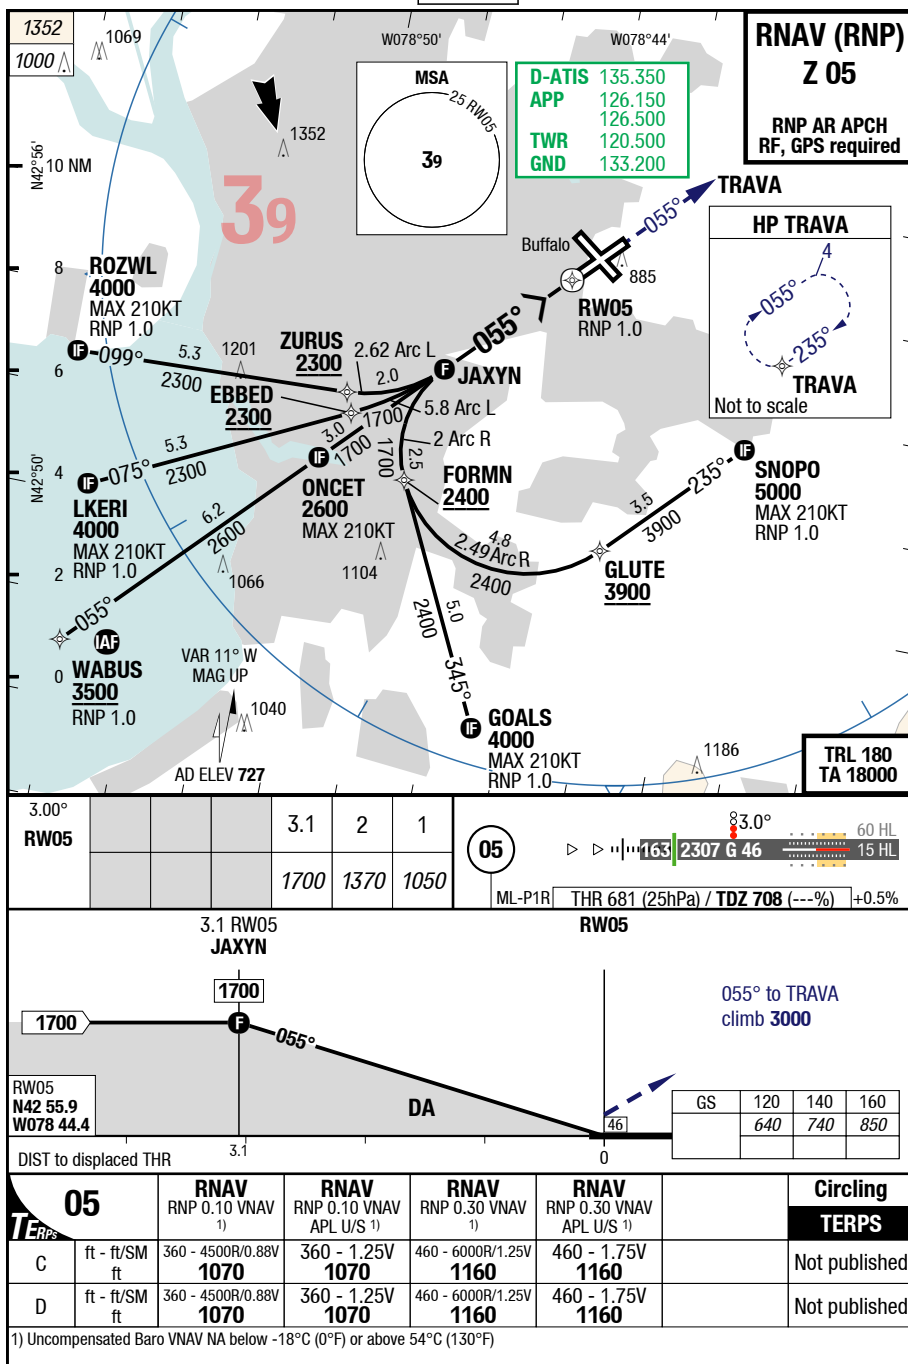 1352
1000
1069
W078°50'
W078°44'
RNAV (RNP)
Z 05
RNP AR APCH
RF, GPS required
MSA
25 RW05
39
D-ATIS 135.350
APP 126.150
126.500
TWR 120.500
GND 133.200
1352
N42°56'
10 NM
39
TRAVA
055°
HP TRAVA
4
055°
235°
TRAVA
Not to scale
Buffalo
885
RW05
RNP 1.0
8
ROZWL
4000
MAX 210KT
RNP 1.0
IF
099°
5.3
2300
1201
ZURUS
2300
2.62 Arc L
2.0
055°
6
EBBED
2300
F JAXYN
5.8 Arc L
1700
3.0
1700
2 Arc R
1700
2.5
5.3
075°
2300
N42°50'
4
IF
LKERI
4000
MAX 210KT
RNP 1.0
IF
ONCET
2600
MAX 210KT
FORMN
2400
IF
SNOPO
5000
MAX 210KT
RNP 1.0
235°
3.5
3900
6.2
2600
1104
4.8
2.49 Arc R
2400
GLUTE
3900
2
1066
5.0
2400
055°
IAF
WABUS
3500
RNP 1.0
0
VAR 11° W
MAG UP
345°
1040
AD ELEV 727
IF
GOALS
4000
MAX 210KT
RNP 1.0
1186
TRL 180
TA 18000
3.00°
RW05
3.1 2 1
1700 1370 1050
05
3.0°
60 HL
163 2307 G 46
15 HL
ML-P1R
THR 681 (25hPa) / TDZ 708 (---%)
+0.5%
3.1 RW05
JAXYN
RW05
1700
1700
F
055°
055° to TRAVA
climb 3000
RW05
N42 55.9
W078 44.4
DA
46
GS 120 140 160
640 740 850
DIST to displaced THR
3.1
0
TERPs
05
RNAV
RNP 0.10 VNAV
1)
RNAV
RNP 0.10 VNAV
APL U/S 1)
RNAV
RNP 0.30 VNAV
1)
RNAV
RNP 0.30 VNAV
APL U/S 1)
Circling
TERPS
C ft - ft/SM 360 - 4500R/0.88V 360 - 1.25V 460 - 6000R/1.25V 460 - 1.75V Not published
ft 1070 1070 1160 1160
D ft - ft/SM 360 - 4500R/0.88V 360 - 1.25V 460 - 6000R/1.25V 460 - 1.75V Not published
ft 1070 1070 1160 1160
1) Uncompensated Baro VNAV NA below -18°C (0°F) or above 54°C (130°F)